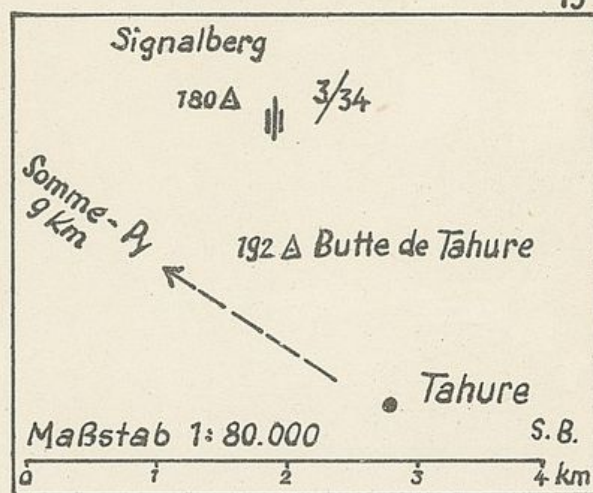 Signalberg
180 3/34
Somme-Py
9 Km
192 Butte de Tahure
Tahure
Maßstab 1:80.000 S.B.
0 1 2 3 4 km